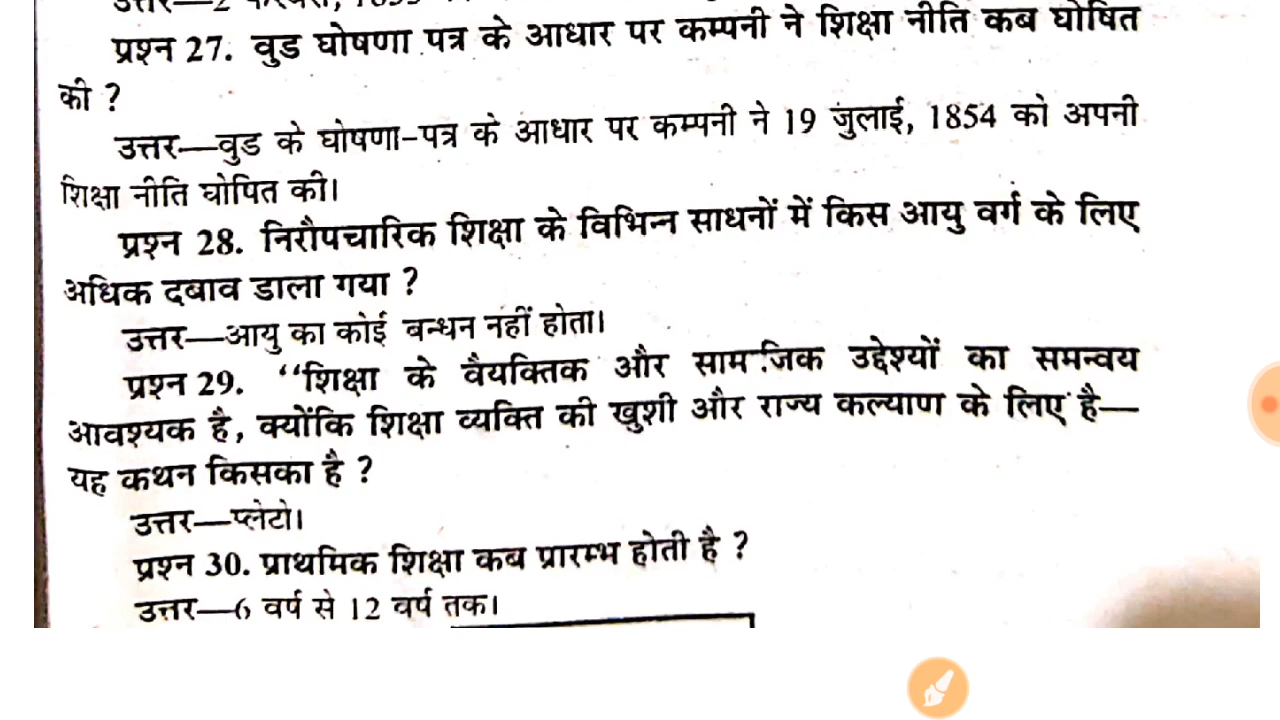 उत्तर—2
प्रश्न 27. वुड घोषणा पत्र के आधार पर कम्पनी ने शिक्षा नीति कब घोषित
की ?
उत्तर—वुड के घोषणा-पत्र के आधार पर कम्पनी ने 19 जुलाई, 1854 को अपनी
शिक्षा नीति घोषित की।
प्रश्न 28. निरौपचारिक शिक्षा के विभिन्न साधनों में किस आयु वर्ग के लिए
अधिक दबाव डाला गया ?
उत्तर—आयु का कोई बन्धन नहीं होता।
प्रश्न 29. ‘‘शिक्षा के वैयक्तिक और सामाजिक उद्देश्यों का समन्वय
आवश्यक है, क्योंकि शिक्षा व्यक्ति की खुशी और राज्य कल्याण के लिए है—
यह कथन किसका है ?
उत्तर—प्लेटो।
प्रश्न 30. प्राथमिक शिक्षा कब प्रारम्भ होती है ?
उत्तर—6 वर्ष से 12 वर्ष तक।